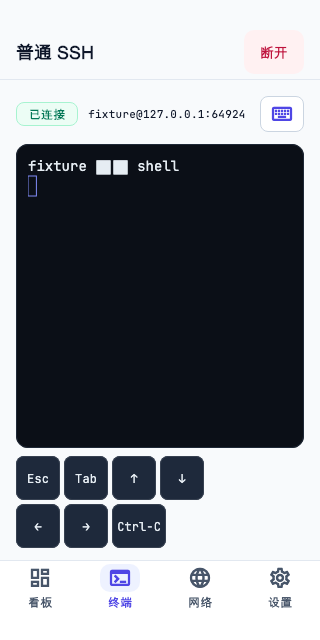 普通 SSH
断开
已连接
fixture@127.0.0.1:64924
fixture shell
Esc
Tab
↑
↓
←
→
Ctrl-C
看板
终端
网络
设置